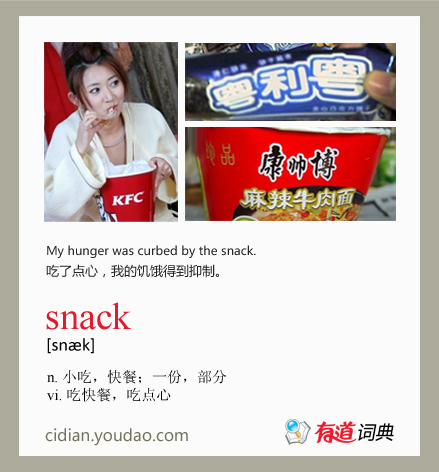 KFC
粤利粤
纯品
康帅博
麻辣牛肉面
My hunger was curbed by the snack.
吃了点心，我的饥饿得到抑制。
snack
[snæk]
n. 小吃，快餐；一份，部分
vi. 吃快餐，吃点心
cidian.youdao.com
有道词典